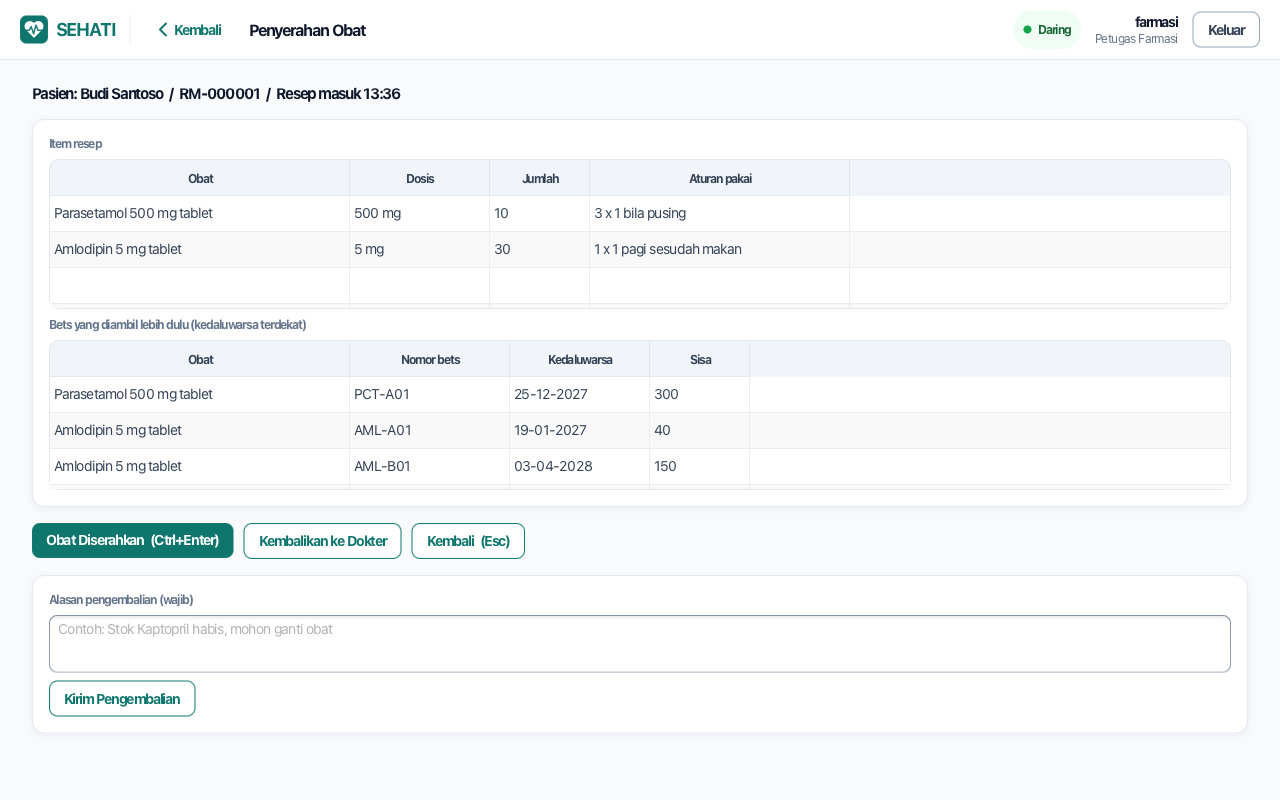 SEHATI
Kembali
Penyerahan Obat
Daring
farmasi
Petugas Farmasi
Keluar
Pasien: Budi Santoso / RM-000001 / Resep masuk 13:36
Item resep
Obat Dosis Jumlah Aturan pakai
Parasetamol 500 mg tablet 500 mg 10 3 x 1 bila pusing
Amlodipin 5 mg tablet 5 mg 30 1 x 1 pagi sesudah makan
Bets yang diambil lebih dulu (kedaluwarsa terdekat)
Obat Nomor bets Kedaluwarsa Sisa
Parasetamol 500 mg tablet PCT-A01 25-12-2027 300
Amlodipin 5 mg tablet AML-A01 19-01-2027 40
Amlodipin 5 mg tablet AML-B01 03-04-2028 150
Obat Diserahkan (Ctrl+Enter)
Kembalikan ke Dokter
Kembali (Esc)
Alasan pengembalian (wajib)
Contoh: Stok Kaptopril habis, mohon ganti obat
Kirim Pengembalian